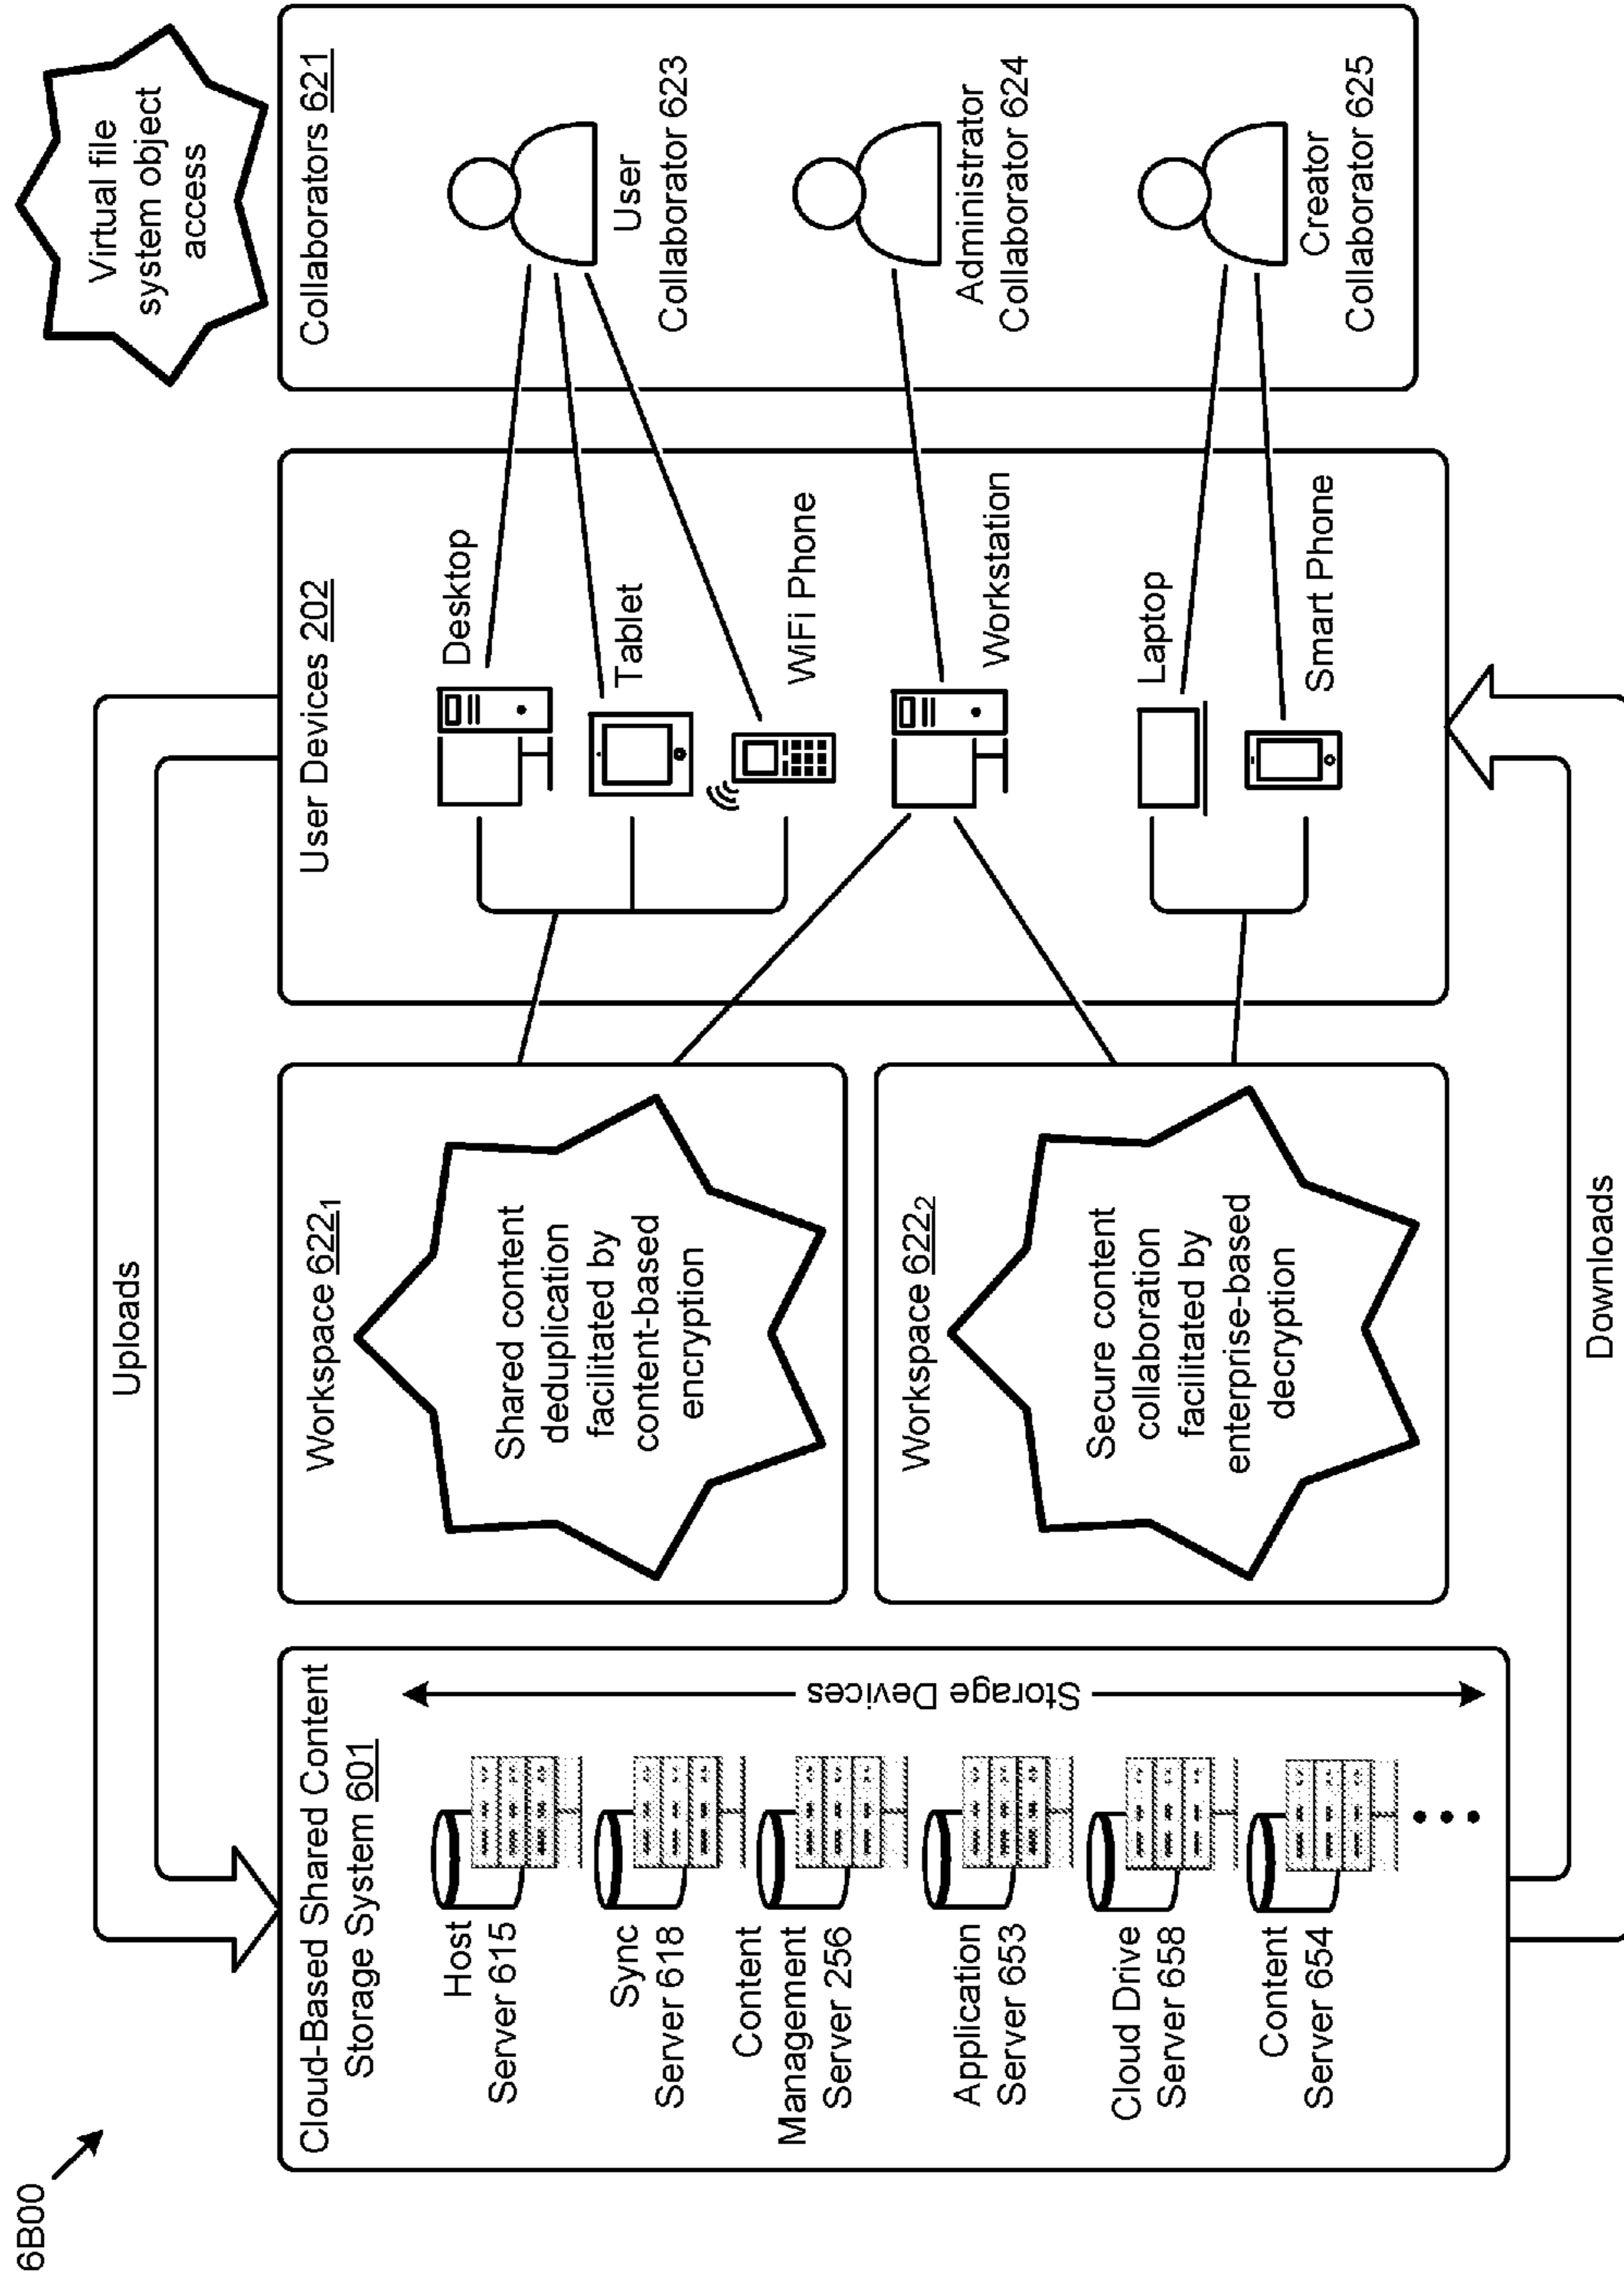 6B00
Uploads
Cloud-Based Shared Content
Storage System 601
Host
Server 615
Sync
Server 618
Content
Management
Server 256
Application
Server 653
Cloud Drive
Server 658
Content
Server 654
Storage Devices
Workspace 622₁
Shared content
deduplication
facilitated by
content-based
encryption
Workspace 622₂
Secure content
collaboration
facilitated by
enterprise-based
decryption
User Devices 202
Desktop
Tablet
WiFi Phone
Workstation
Laptop
Smart Phone
Virtual file
system object
access
Collaborators 621
User
Collaborator 623
Administrator
Collaborator 624
Creator
Collaborator 625
Downloads